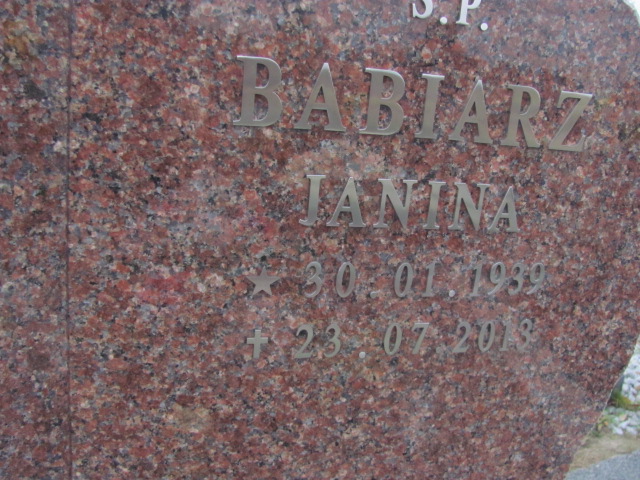 S.P.
BABIARZ
JANINA
★ 30.01.1939
✝ 23.07.2013